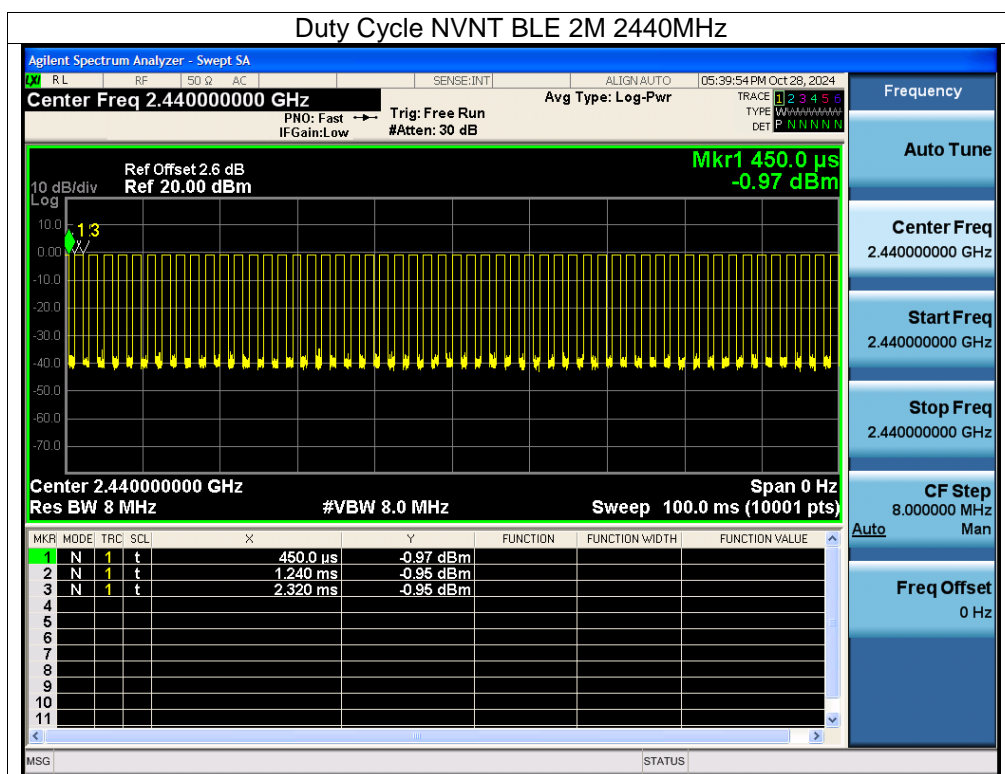 Duty Cycle NVNT BLE 2M 2440MHz
Agilent Spectrum Analyzer - Swept SA
LXI RL RF 50 Ω AC SENSE:INT ALIGN AUTO 05:39:54 PM Oct 28, 2024
Center Freq 2.440000000 GHz
PNO: Fast
IFGain:Low
Trig: Free Run
#Atten: 30 dB
Avg Type: Log-Pwr
TRACE 1 2 3 4 5 6
TYPE
DET P N N N N N
Ref Offset 2.6 dB
10 dB/div Ref 20.00 dBm
Log
Mkr1 450.0 µs
-0.97 dBm
10.0
0.00
-10.0
-20.0
-30.0
-40.0
-50.0
-60.0
-70.0
1 3
Center 2.440000000 GHz Span 0 Hz
Res BW 8 MHz #VBW 8.0 MHz Sweep 100.0 ms (10001 pts)
MKR MODE TRC SCL X Y FUNCTION FUNCTION WIDTH FUNCTION VALUE
1 N 1 t 450.0 µs -0.97 dBm
2 N 1 t 1.240 ms -0.95 dBm
3 N 1 t 2.320 ms -0.95 dBm
4
5
6
7
8
9
10
11
MSG STATUS
Frequency
Auto Tune
Center Freq
2.440000000 GHz
Start Freq
2.440000000 GHz
Stop Freq
2.440000000 GHz
CF Step
8.000000 MHz
Auto Man
Freq Offset
0 Hz